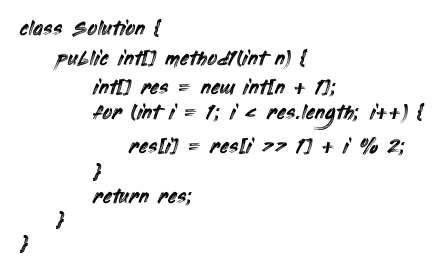 class Solution {
public int[] method1(int n) {
int[] res = new int[n + 1];
for (int i = 1; i < res.length; i++) {
res[i] = res[i >> 1] + i % 2;
}
return res;
}
}